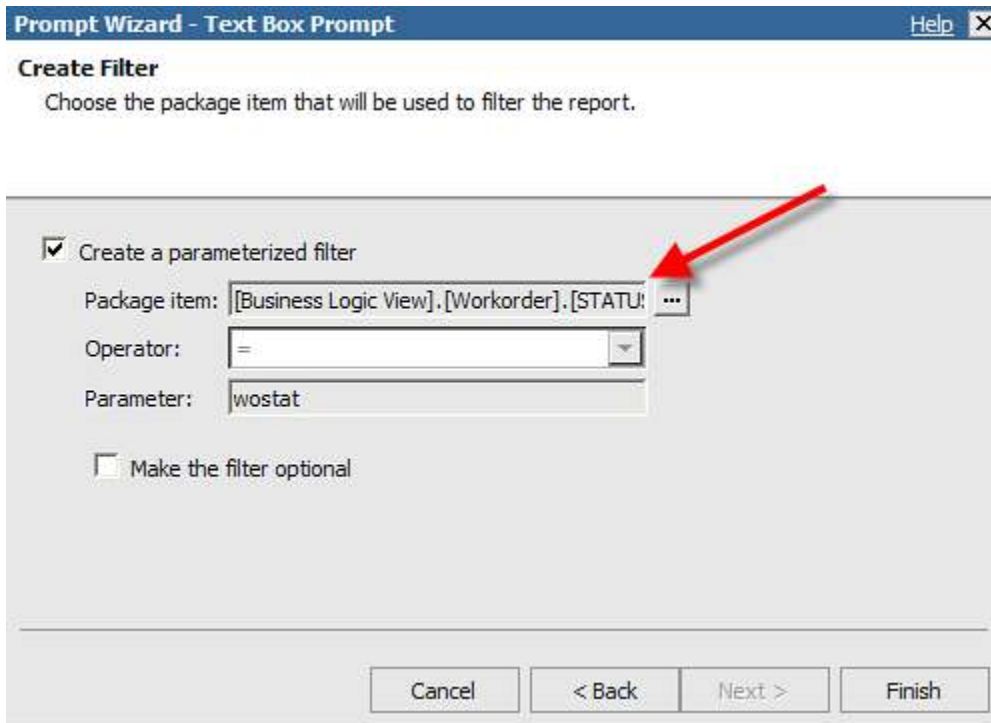 Prompt Wizard - Text Box Prompt Help X
Create Filter
Choose the package item that will be used to filter the report.
Create a parameterized filter
Package item: [Business Logic View].[Workorder].[STATUS ...
Operator: =
Parameter: wostat
Make the filter optional
Cancel < Back Next > Finish